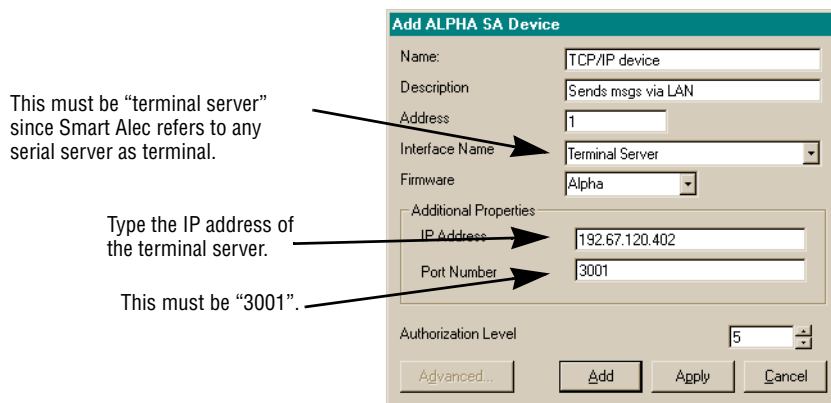 Add ALPHA SA Device
Name:
TCP/IP device
Description
Sends msgs via LAN
Address
1
This must be “terminal server”
since Smart Alec refers to any
serial server as terminal.
Interface Name
Terminal Server
Firmware
Alpha
Additional Properties
Type the IP address of
the terminal server.
IP Address
192.67.120.402
Port Number
3001
This must be “3001”.
Authorization Level
5
Advanced...
Add
Apply
Cancel